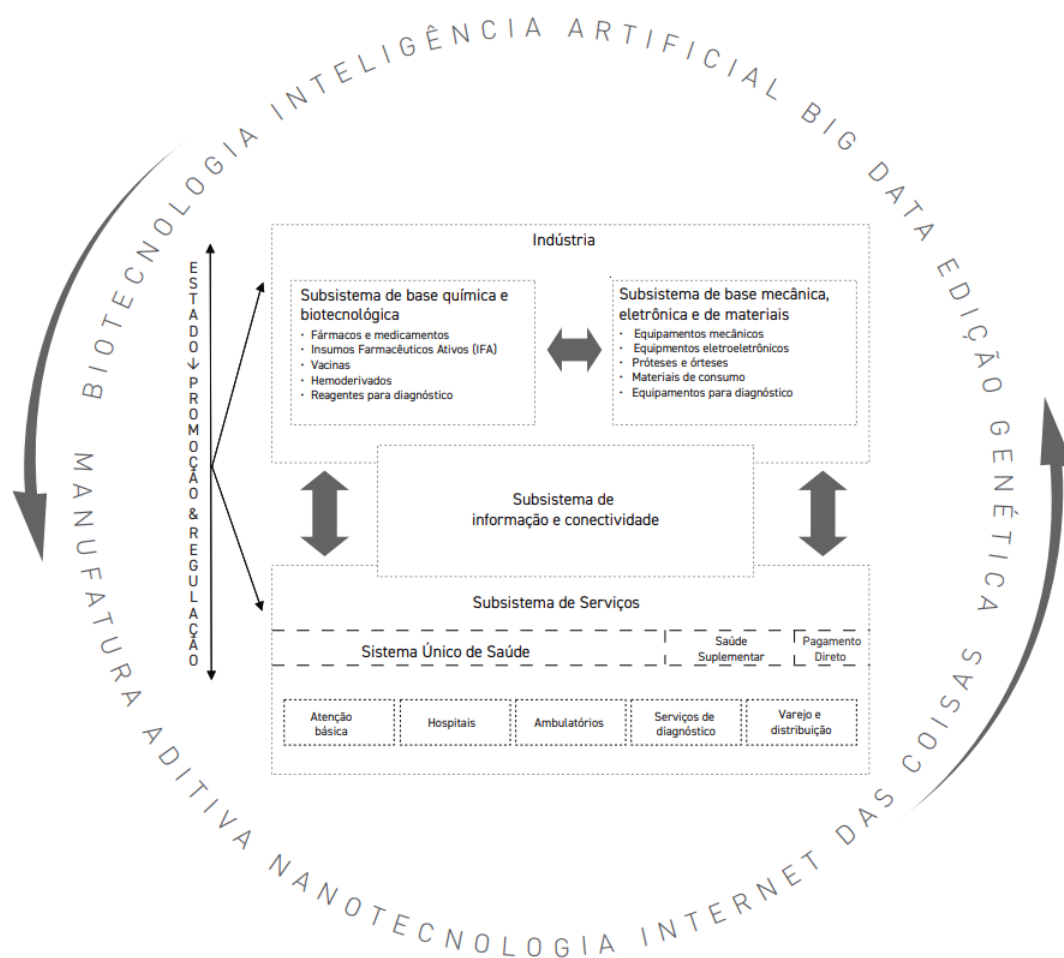 BIOTECNOLOGIA INTELIGÊNCIA ARTIFICIAL BIG DATA EDIÇÃO GENÉTICA
MANUFATURA ADITIVA NANOTECNOLOGIA INTERNET DAS COISAS
ESTADO ↓ PROMOÇÃO & REGULAÇÃO
Indústria
Subsistema de base química e
biotecnológica
· Fármacos e medicamentos
· Insumos Farmacêuticos Ativos (IFA)
· Vacinas
· Hemoderivados
· Reagentes para diagnóstico
Subsistema de base mecânica,
eletrônica e de materiais
· Equipamentos mecânicos
· Equipmentos eletroeletrônicos
· Próteses e órteses
· Materiais de consumo
· Equipamentos para diagnóstico
Subsistema de
informação e conectividade
Subsistema de Serviços
Sistema Único de Saúde
Saúde
Suplementar
Pagamento
Direto
Atenção
básica
Hospitais
Ambulatórios
Serviços de
diagnóstico
Varejo e
distribuição